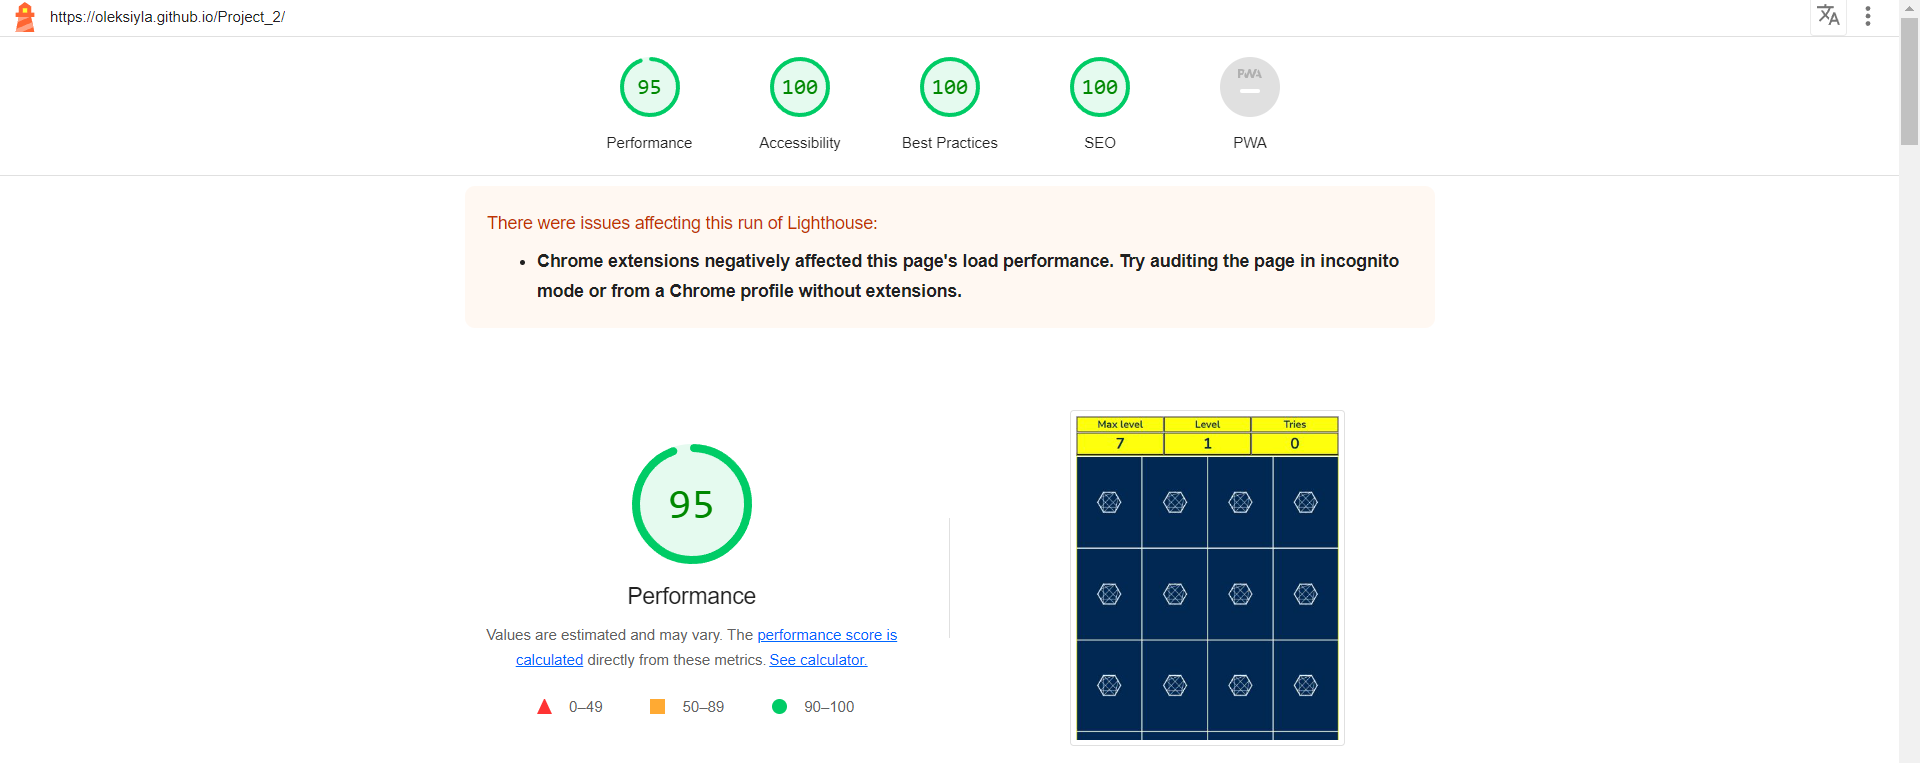 https://oleksiyla.github.io/Project_2/
95
100
100
100
PWA
Performance
Accessibility
Best Practices
SEO
PWA
There were issues affecting this run of Lighthouse:
Chrome extensions negatively affected this page's load performance. Try auditing the page in incognito
mode or from a Chrome profile without extensions.
95
Performance
Values are estimated and may vary. The performance score is
calculated directly from these metrics. See calculator.
0–49
50–89
90–100
Max level
Level
Tries
7
1
0